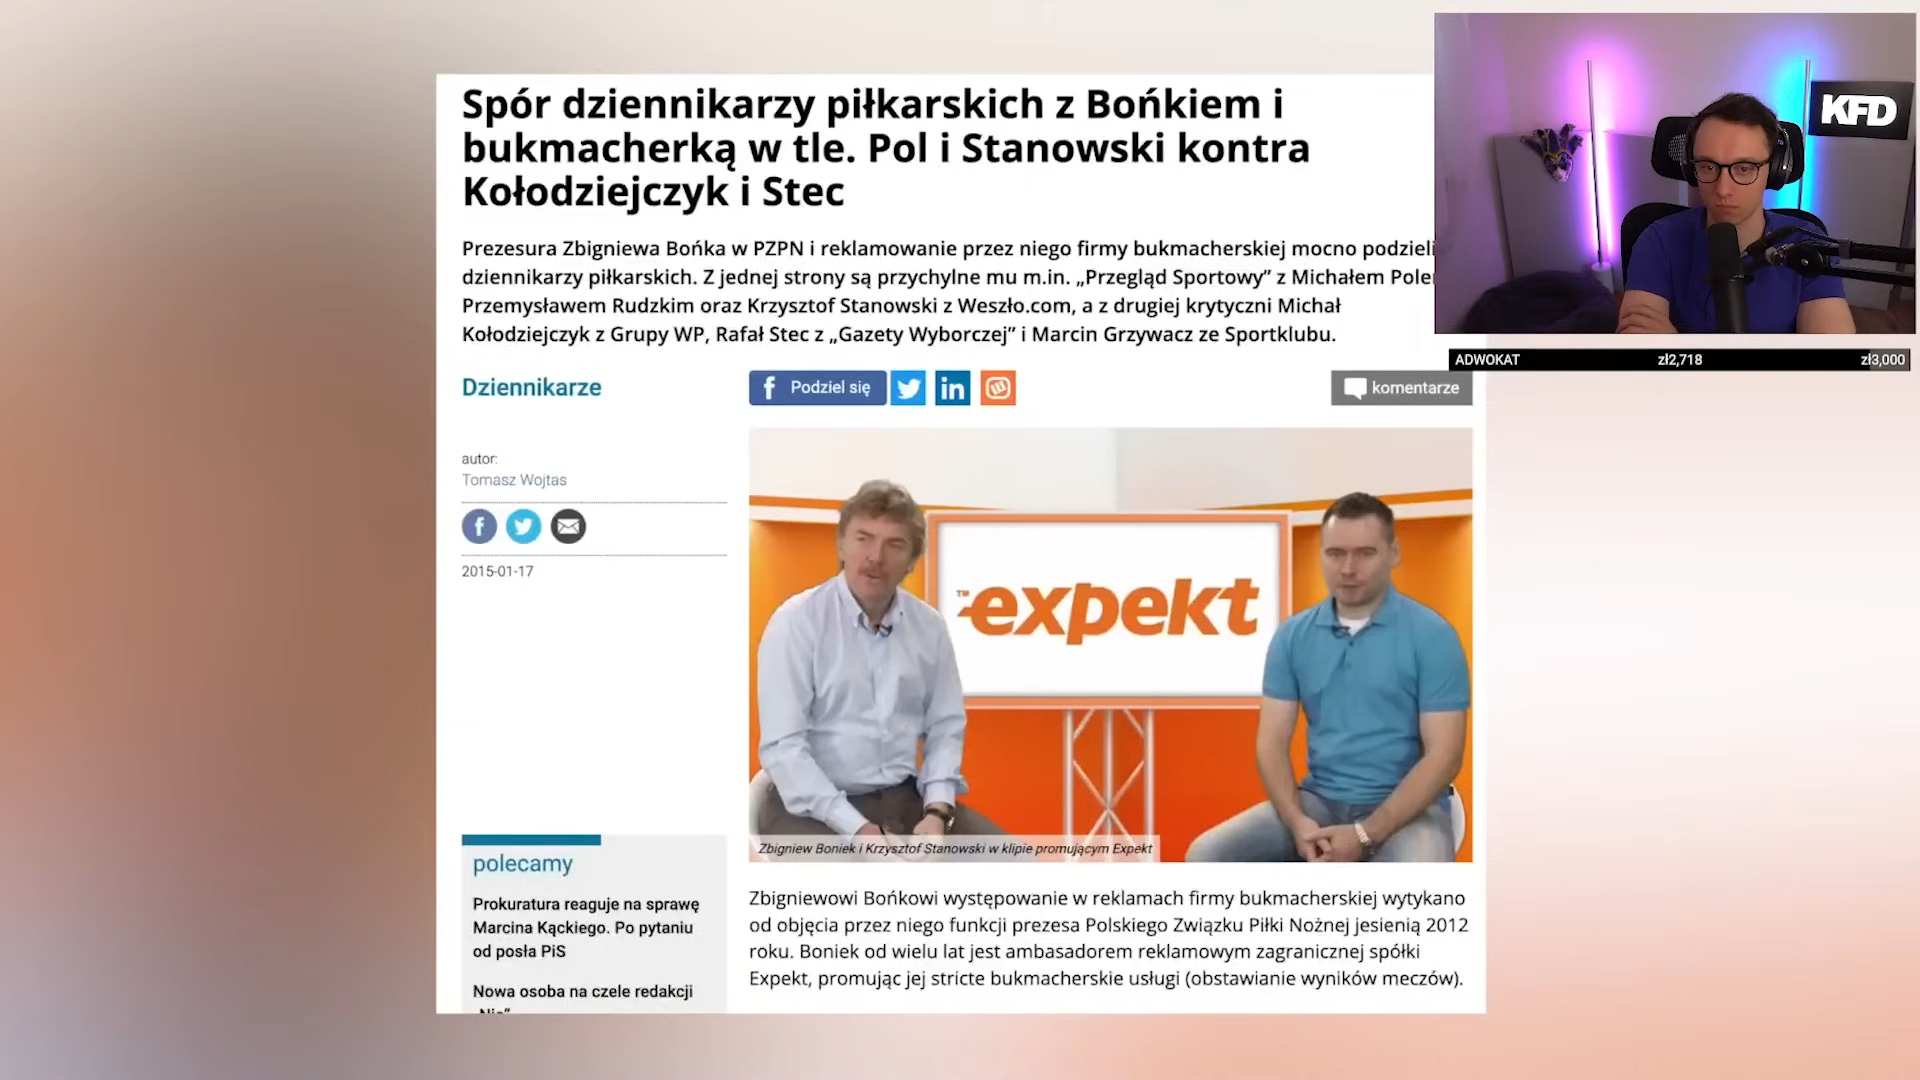 Spór dziennikarzy piłkarskich z Bońkiem i
bukmacherką w tle. Pol i Stanowski kontra
Kołodziejczyk i Stec
Prezesura Zbigniewa Bońka w PZPN i reklamowanie przez niego firmy bukmacherskiej mocno
dziennikarzy piłkarskich. Z jednej strony są przychylne mu m.in. „Przegląd Sportowy” z Michałem
Przemysławem Rudzkim oraz Krzysztof Stanowski z Weszło.com, a z drugiej krytyczni Michał
Kołodziejczyk z Grupy WP, Rafał Stec z „Gazety Wyborczej” i Marcin Grzywacz ze Sportklubu.
KFD
ADWOKAT zł2,718 zł3,000
Dziennikarze
Podziel się
komentarze
autor:
Tomasz Wojtas
2015-01-17
TM expekt
Zbigniew Boniek i Krzysztof Stanowski w klipie promującym Expekt
polecamy
Prokuratura reaguje na sprawę
Marcina Kąckiego. Po pytaniu
od posła PiS
Nowa osoba na czele redakcji
Zbigniewowi Bońkowi występowanie w reklamach firmy bukmacherskiej wytykano
od objęcia przez niego funkcji prezesa Polskiego Związku Piłki Nożnej jesienią 2012
roku. Boniek od wielu lat jest ambasadorem reklamowym zagranicznej spółki
Expekt, promując jej stricte bukmacherskie usługi (obstawianie wyników meczów).